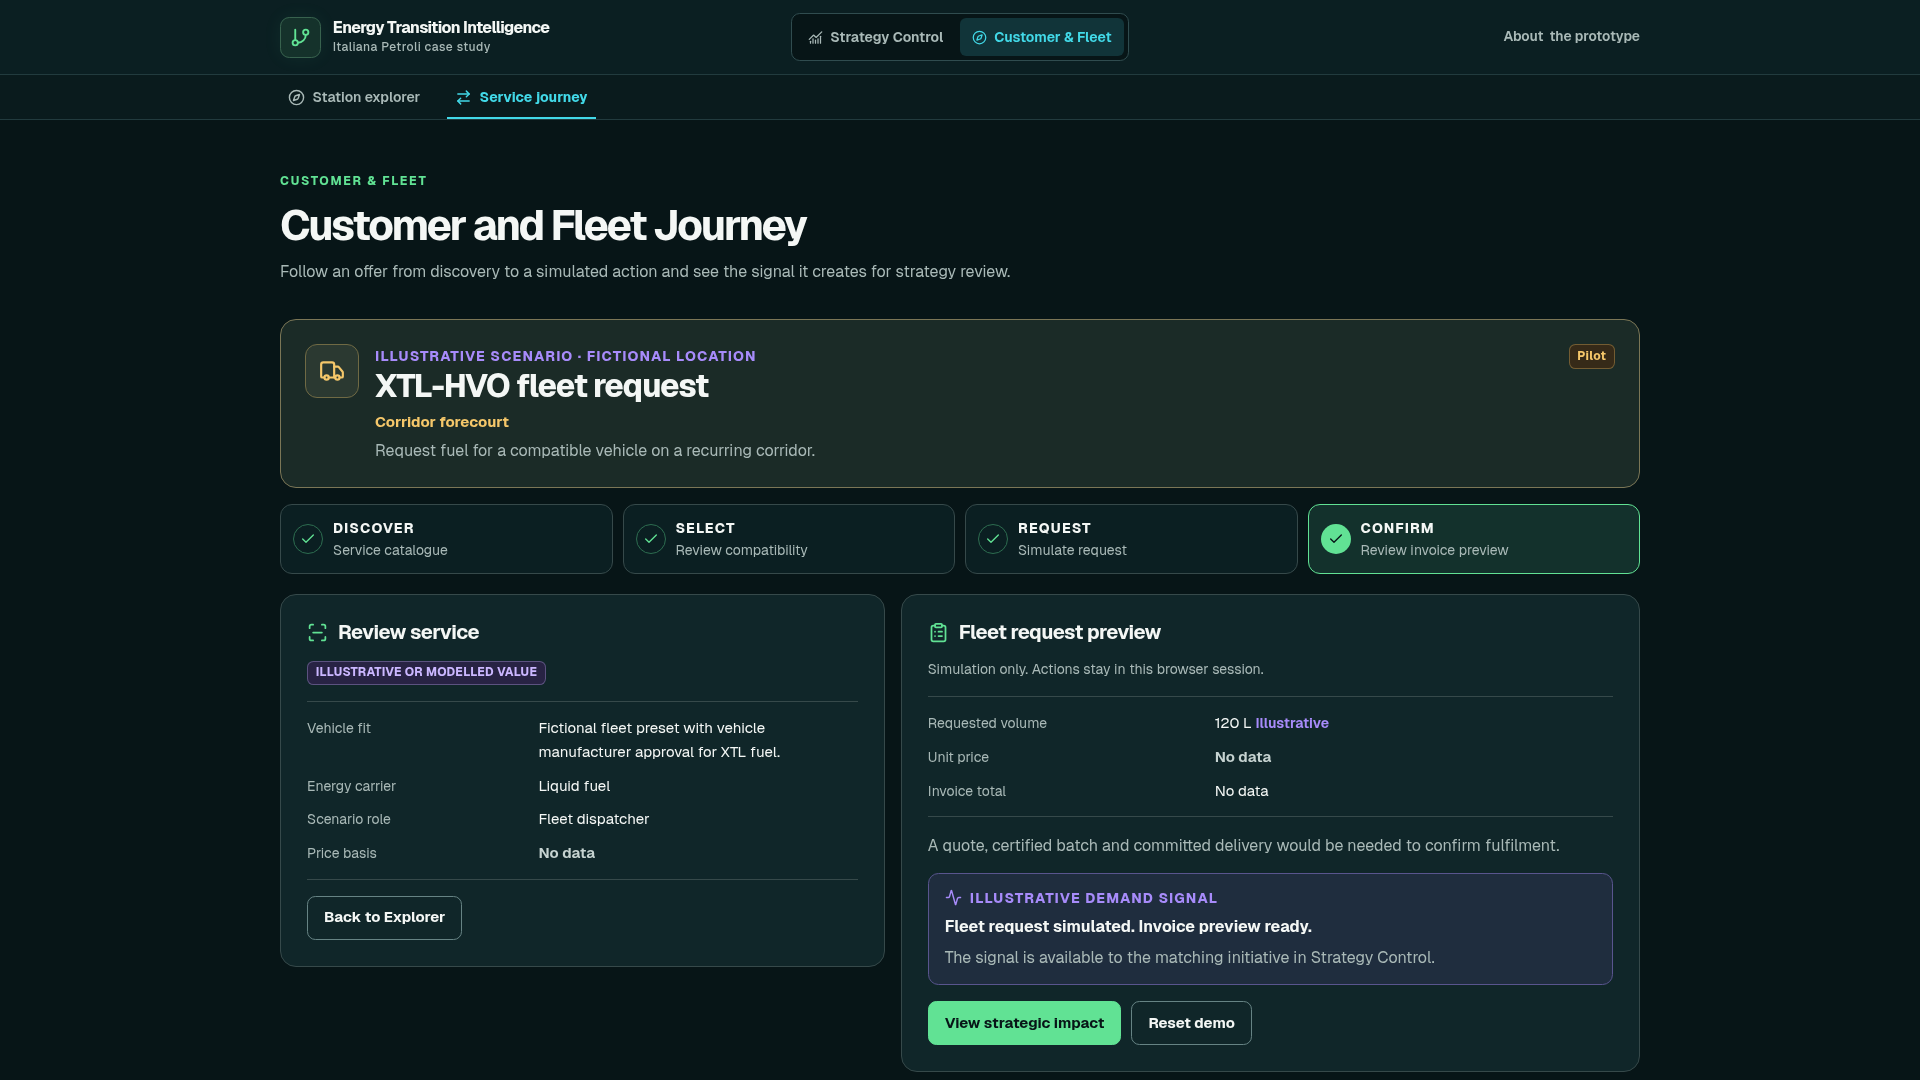 Energy Transition Intelligence
Italiana Petroli case study
Strategy Control
Customer & Fleet
About the prototype
Station explorer
Service journey
CUSTOMER & FLEET
Customer and Fleet Journey
Follow an offer from discovery to a simulated action and see the signal it creates for strategy review.
ILLUSTRATIVE SCENARIO · FICTIONAL LOCATION
Pilot
XTL-HVO fleet request
Corridor forecourt
Request fuel for a compatible vehicle on a recurring corridor.
DISCOVER
Service catalogue
SELECT
Review compatibility
REQUEST
Simulate request
CONFIRM
Review invoice preview
Review service
ILLUSTRATIVE OR MODELLED VALUE
Vehicle fit
Fictional fleet preset with vehicle
manufacturer approval for XTL fuel.
Energy carrier
Liquid fuel
Scenario role
Fleet dispatcher
Price basis
No data
Back to Explorer
Fleet request preview
Simulation only. Actions stay in this browser session.
Requested volume
120 L Illustrative
Unit price
No data
Invoice total
No data
A quote, certified batch and committed delivery would be needed to confirm fulfilment.
ILLUSTRATIVE DEMAND SIGNAL
Fleet request simulated. Invoice preview ready.
The signal is available to the matching initiative in Strategy Control.
View strategic impact
Reset demo